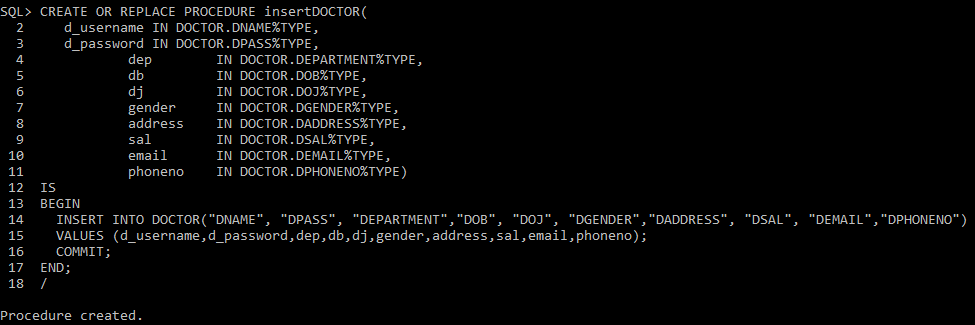 SQL> CREATE OR REPLACE PROCEDURE insertDOCTOR(
  2     d_username IN DOCTOR.DNAME%TYPE,
  3     d_password IN DOCTOR.DPASS%TYPE,
  4             dep        IN DOCTOR.DEPARTMENT%TYPE,
  5             db         IN DOCTOR.DOB%TYPE,
  6             dj         IN DOCTOR.DOJ%TYPE,
  7             gender     IN DOCTOR.DGENDER%TYPE,
  8             address    IN DOCTOR.DADDRESS%TYPE,
  9             sal        IN DOCTOR.DSAL%TYPE,
 10             email      IN DOCTOR.DEMAIL%TYPE,
 11             phoneno    IN DOCTOR.DPHONENO%TYPE)
 12  IS
 13  BEGIN
 14    INSERT INTO DOCTOR("DNAME", "DPASS", "DEPARTMENT","DOB", "DOJ", "DGENDER","DADDRESS", "DSAL", "DEMAIL","DPHONENO")
 15    VALUES (d_username,d_password,dep,db,dj,gender,address,sal,email,phoneno);
 16    COMMIT;
 17  END;
 18  /
Procedure created.